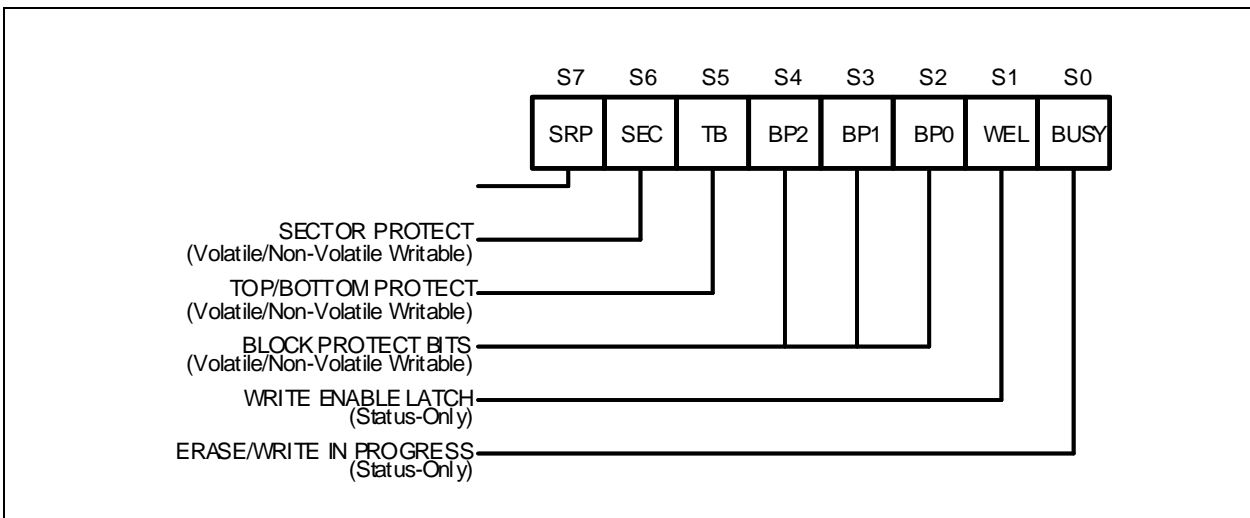 S7 S6 S5 S4 S3 S2 S1 S0
SRP SEC TB BP2 BP1 BP0 WEL BUSY
SECTOR PROTECT
(Volatile/Non-Volatile Writable)
TOP/BOTTOM PROTECT
(Volatile/Non-Volatile Writable)
BLOCK PROTECT BITS
(Volatile/Non-Volatile Writable)
WRITE ENABLE LATCH
(Status-Only)
ERASE/WRITE IN PROGRESS
(Status-Only)